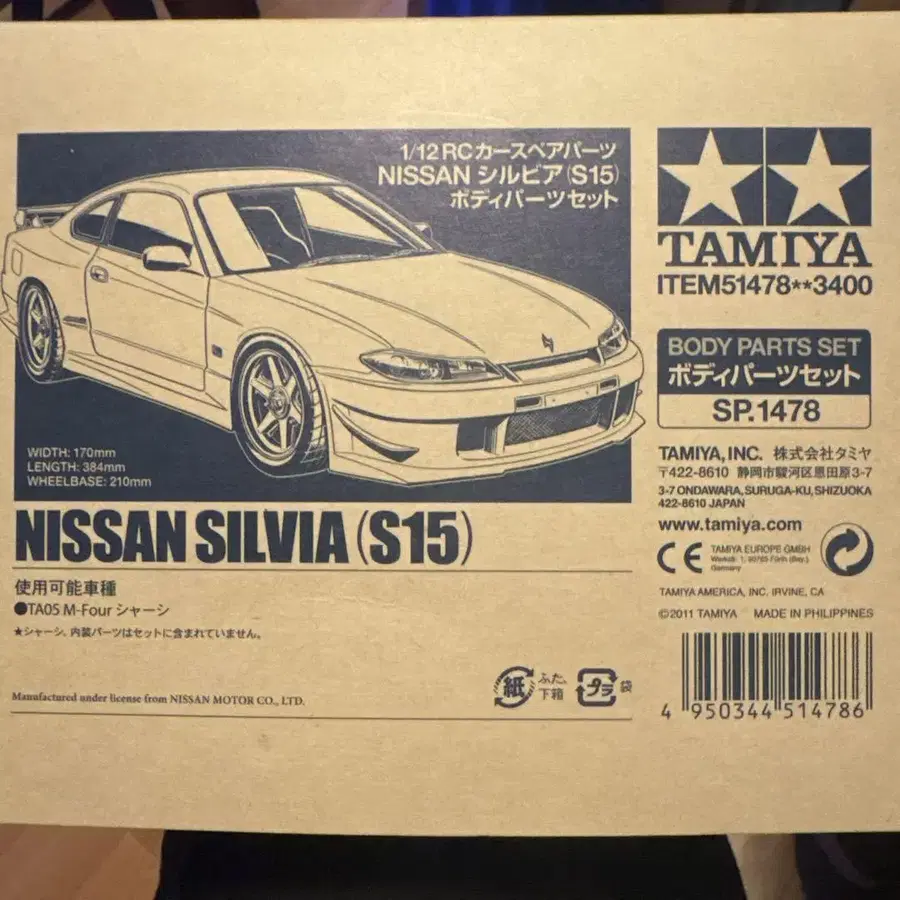 1/12 RCカースペアパーツ
NISSAN シルビア(S15)
ボディパーツセット
WIDTH: 170mm
LENGTH: 384mm
WHEELBASE: 210mm
NISSAN SILVIA (S15)
使用可能車種
●TA05 M-Four シャーシ
★シャーシ、内装パーツはセットに含まれていません。
Manufactured under license from NISSAN MOTOR CO., LTD.
紙
ふた、
下箱
プラ
袋
TAMIYA
ITEM51478**3400
BODY PARTS SET
ボディパーツセット
SP.1478
TAMIYA, INC. 株式会社タミヤ
〒422-8610 静岡市駿河区恩田原3-7
3-7 ONDAWARA, SURUGA-KU, SHIZUOKA
422-8610 JAPAN
www.tamiya.com
CE
TAMIYA EUROPE GMBH
Werkstr. 1, 90765 Fürth (Bay.)
Germany
TAMIYA AMERICA, INC. IRVINE, CA
©2011 TAMIYA MADE IN PHILIPPINES
4 950344 514786